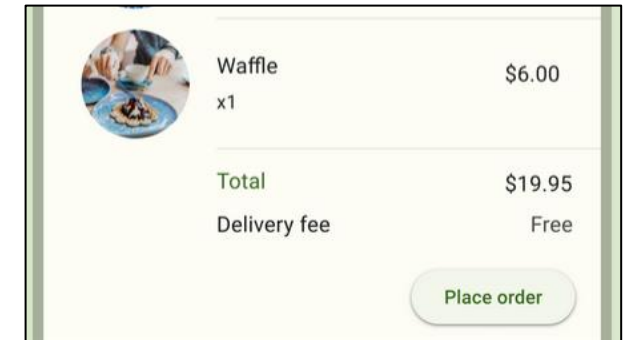 Waffle $6.00
x1
Total $19.95
Delivery fee Free
Place order